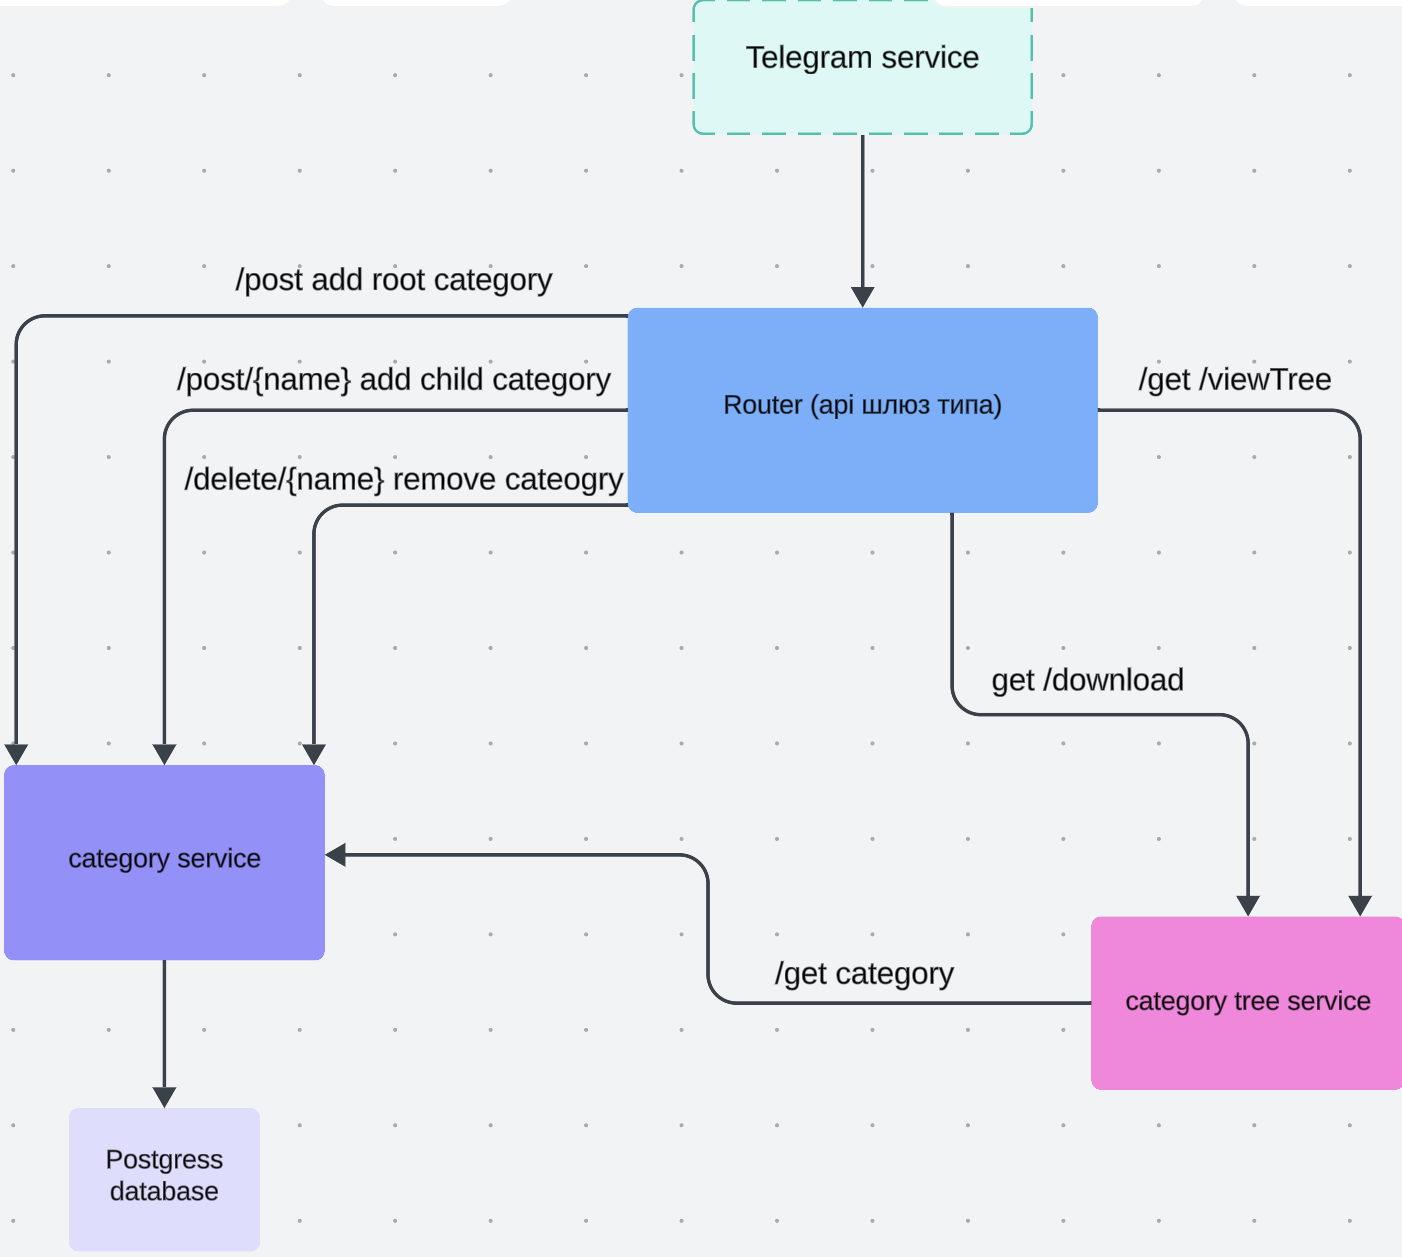 Telegram service
/post add root category
/post/{name} add child category
Router (api шлюз типа)
/get /viewTree
/delete/{name} remove cateogry
get /download
category service
/get category
category tree service
Postgress
database